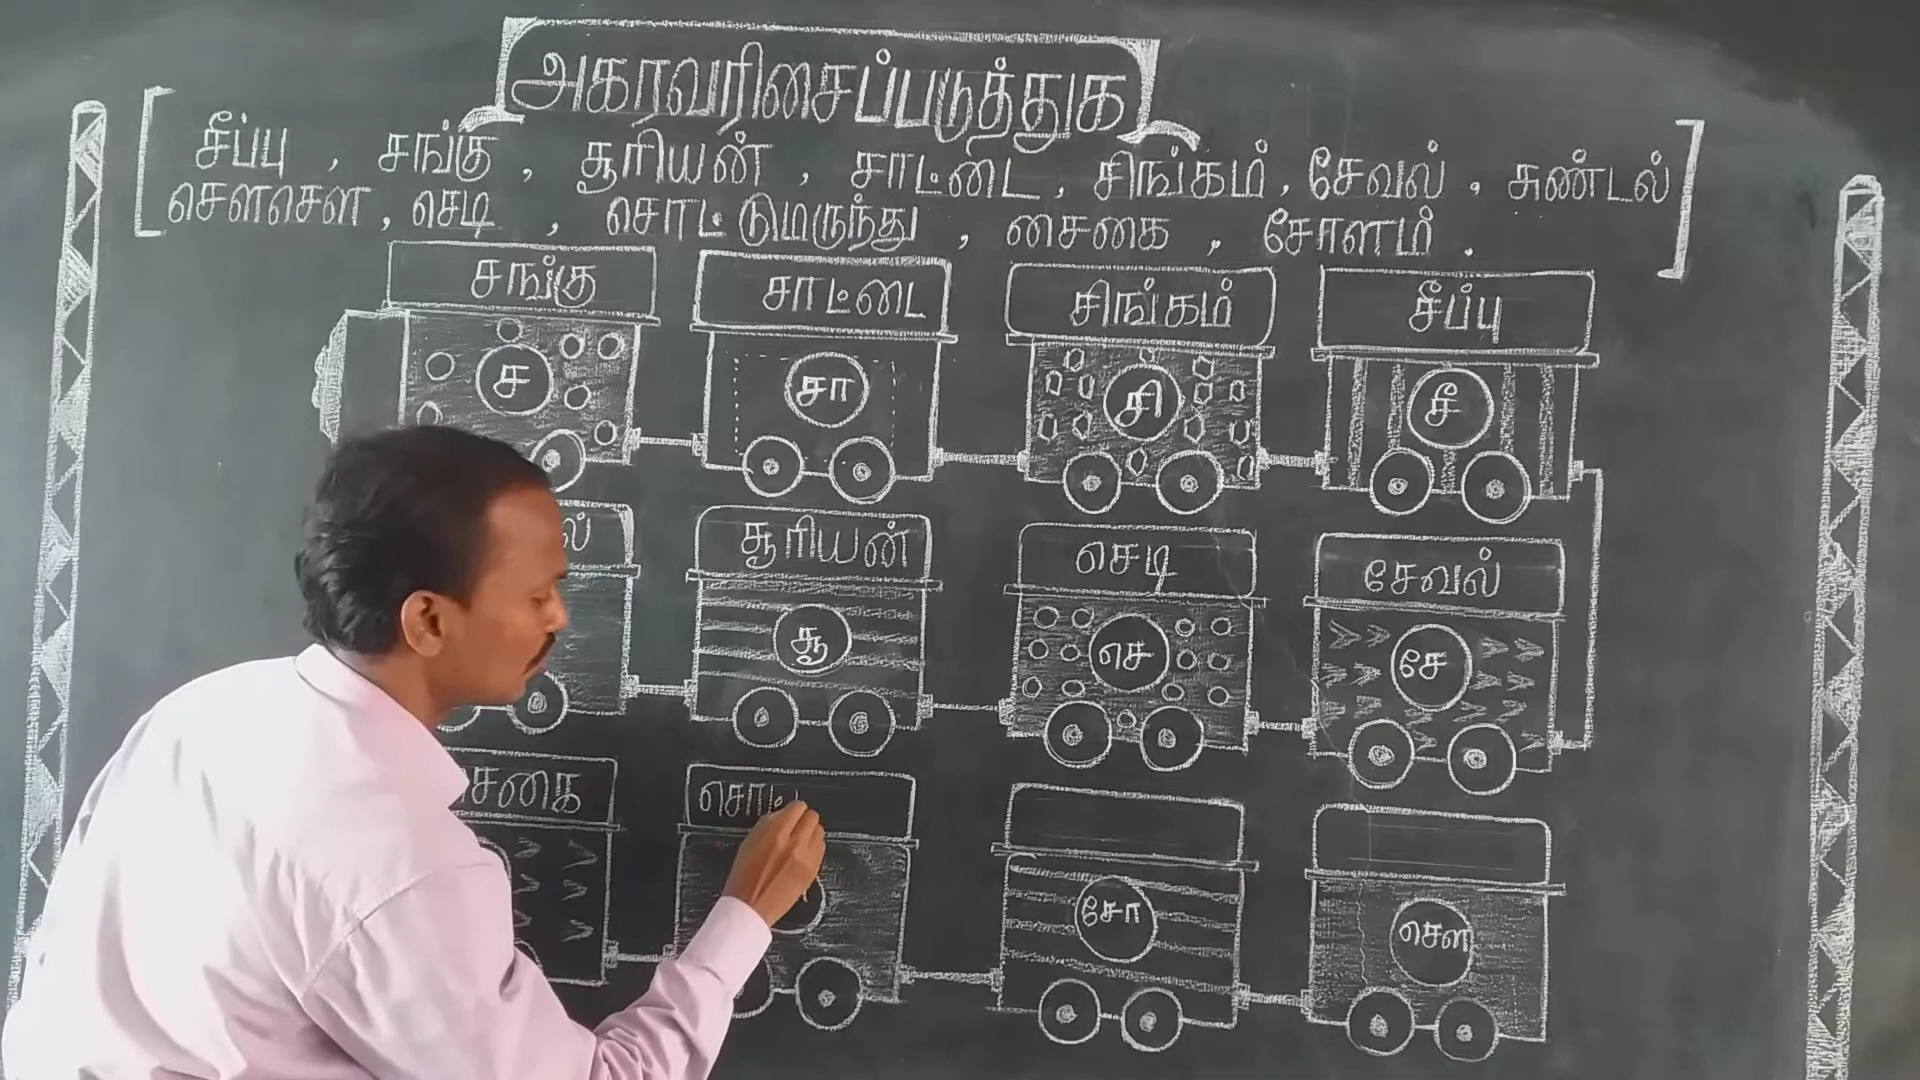 அகரவரிசைப்படுத்துக
சீப்பு , சங்கு , சூரியன் , சாட்டை , சிங்கம் , சேவல் , சுண்டல்
சௌசௌ , செடி , சொட்டுமருந்து , சைகை , சோளம் .
சங்கு சாட்டை சிங்கம் சீப்பு
ச சா சி சீ
சூரியன் செடி சேவல்
சூ செ சே
சைகை சொட்
சோ சௌ